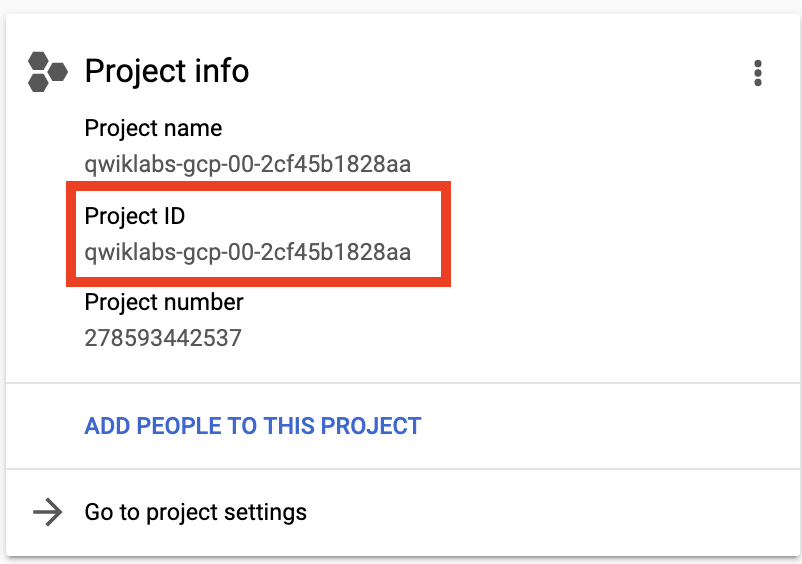 Project info
Project name
qwiklabs-gcp-00-2cf45b1828aa
Project ID
qwiklabs-gcp-00-2cf45b1828aa
Project number
278593442537
ADD PEOPLE TO THIS PROJECT
Go to project settings